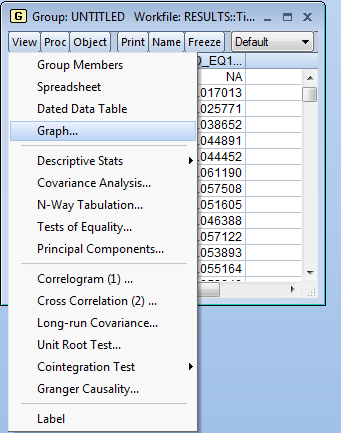 G Group: UNTITLED Workfile: RESULTS::Ti...
View Proc Object Print Name Freeze Default
Group Members
Spreadsheet
Dated Data Table
Graph...
Descriptive Stats
Covariance Analysis...
N-Way Tabulation...
Tests of Equality...
Principal Components...
Correlogram (1) ...
Cross Correlation (2) ...
Long-run Covariance...
Unit Root Test...
Cointegration Test
Granger Causality...
Label
D_EQ1...
NA
.017013
.025771
.038652
.044891
.044452
.061190
.057508
.051605
.046388
.057122
.053893
.055164